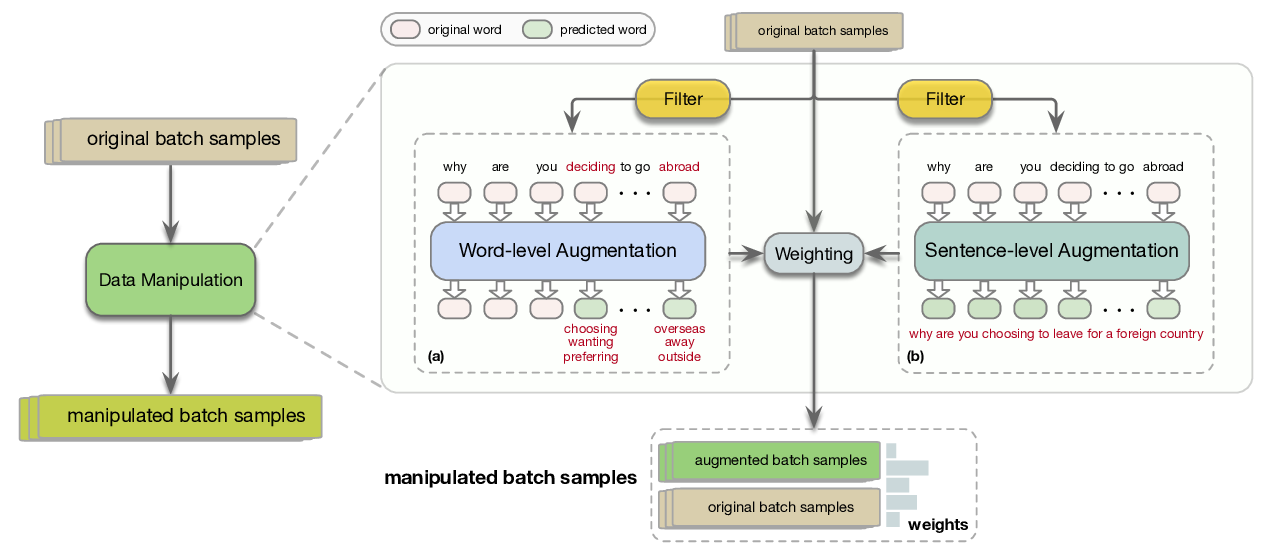 original word
predicted word
original batch samples
Filter
Filter
original batch samples
Data Manipulation
manipulated batch samples
why are you deciding to go abroad
· · ·
Word-level Augmentation
· · ·
choosing
wanting
preferring
overseas
away
outside
(a)
Weighting
why are you deciding to go abroad
· · ·
Sentence-level Augmentation
· · ·
why are you choosing to leave for a foreign country
(b)
manipulated batch samples
augmented batch samples
original batch samples
weights